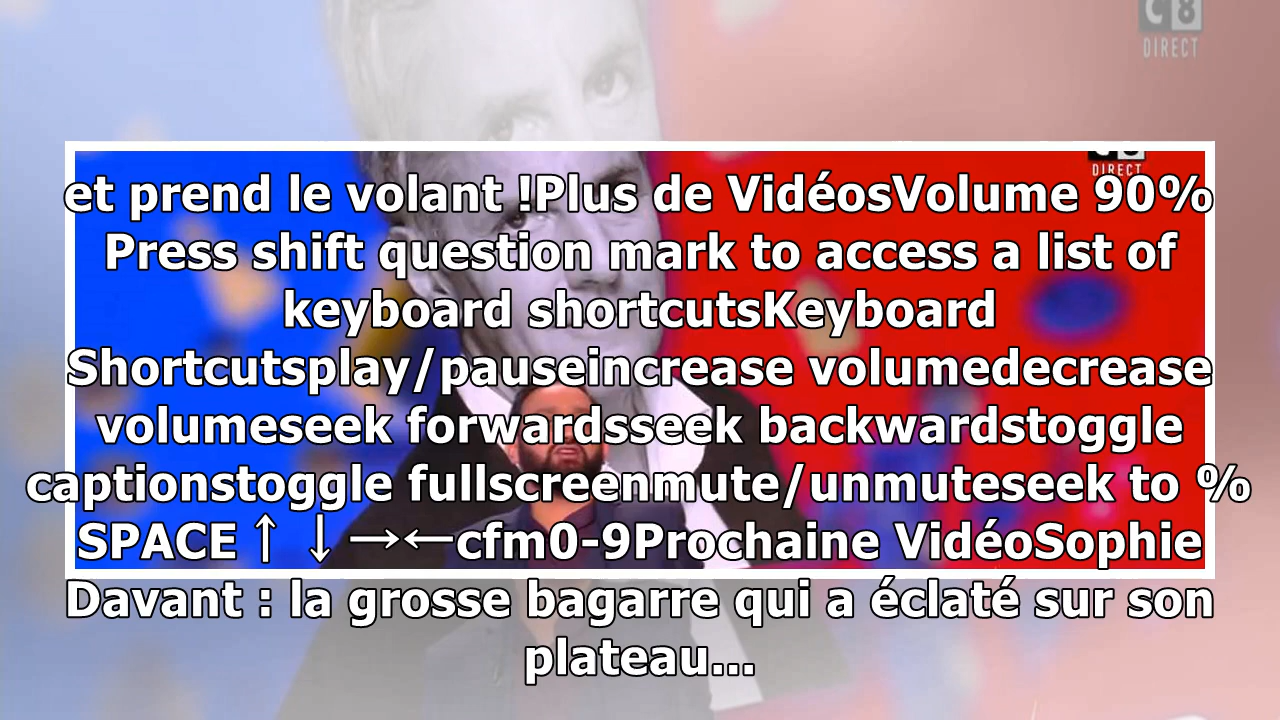 C8
DIRECT
DIRECT
et prend le volant !Plus de VidéosVolume 90%
Press shift question mark to access a list of
keyboard shortcutsKeyboard
Shortcutsplay/pauseincrease volumedecrease
volumeseek forwardsseek backwardstoggle
captionstoggle fullscreenmute/unmuteseek to %
SPACE ↑ ↓ →←cfm0-9Prochaine VidéoSophie
Davant : la grosse bagarre qui a éclaté sur son
plateau...